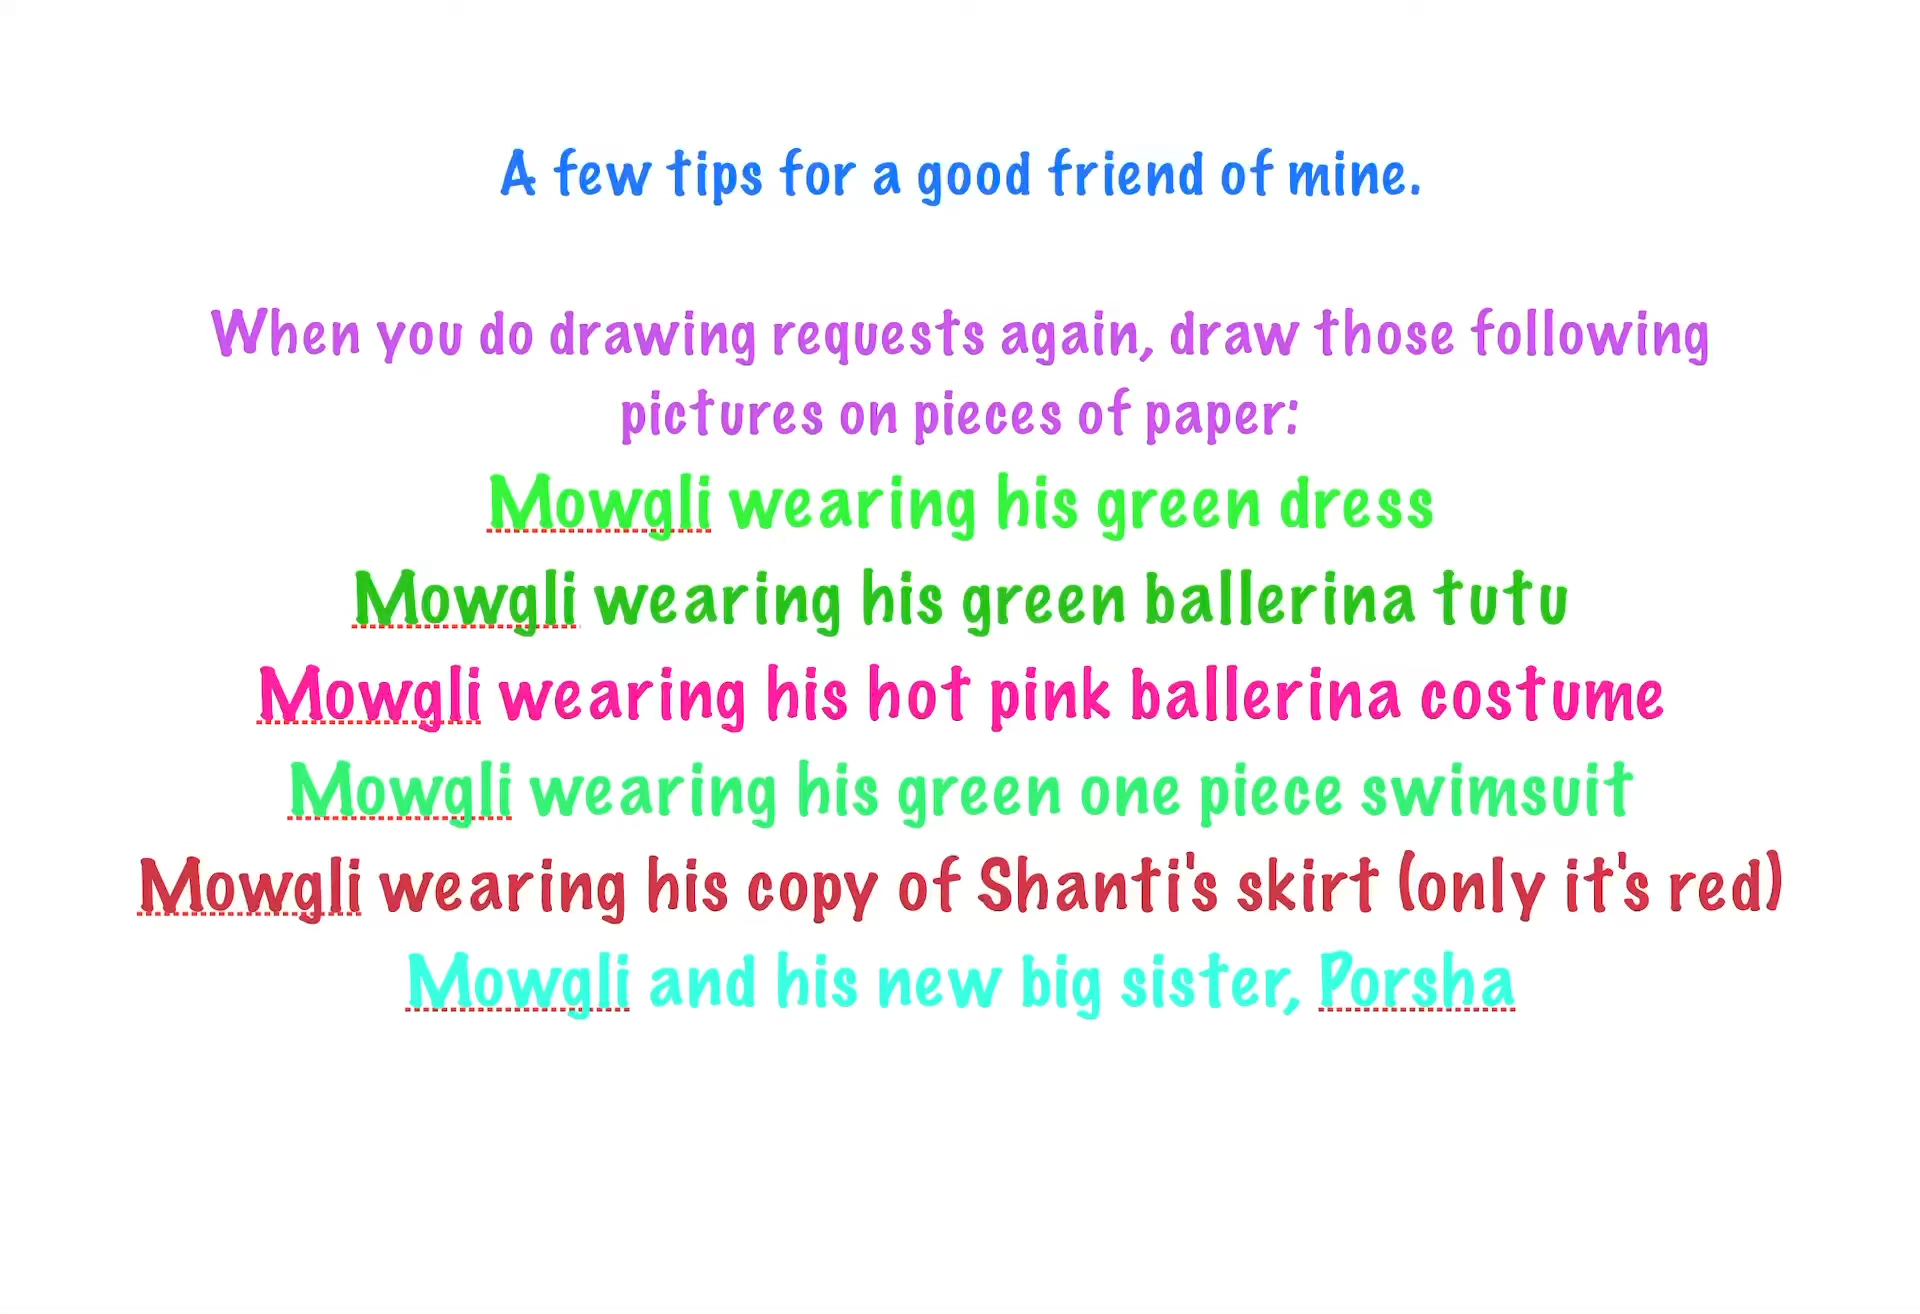 A few tips for a good friend of mine.
When you do drawing requests again, draw those following
pictures on pieces of paper:
Mowgli wearing his green dress
Mowgli wearing his green ballerina tutu
Mowgli wearing his hot pink ballerina costume
Mowgli wearing his green one piece swimsuit
Mowgli wearing his copy of Shanti's skirt (only it's red)
Mowgli and his new big sister, Porsha